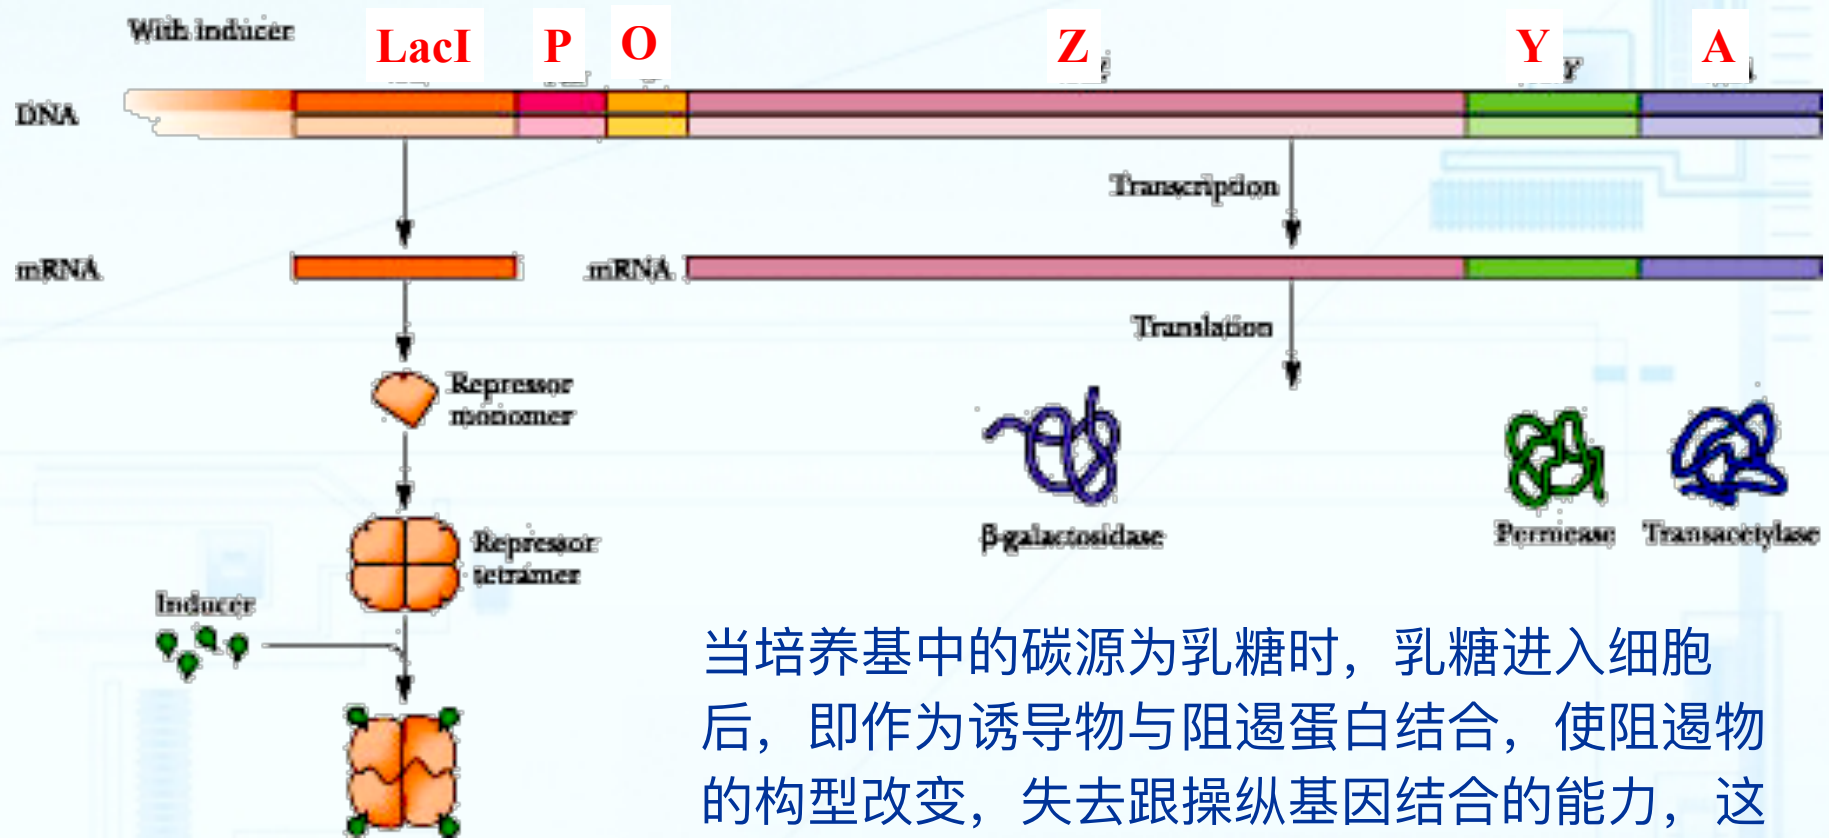 With inducer
LacI P O Z Y A
DNA
Transcription
mRNA
mRNA
Translation
Repressor
monomer
β-galactosidase
Permease
Transacetylase
Repressor
tetramer
Inducer
当培养基中的碳源为乳糖时，乳糖进入细胞
后，即作为诱导物与阻遏蛋白结合，使阻遏物
的构型改变，失去跟操纵基因结合的能力，这